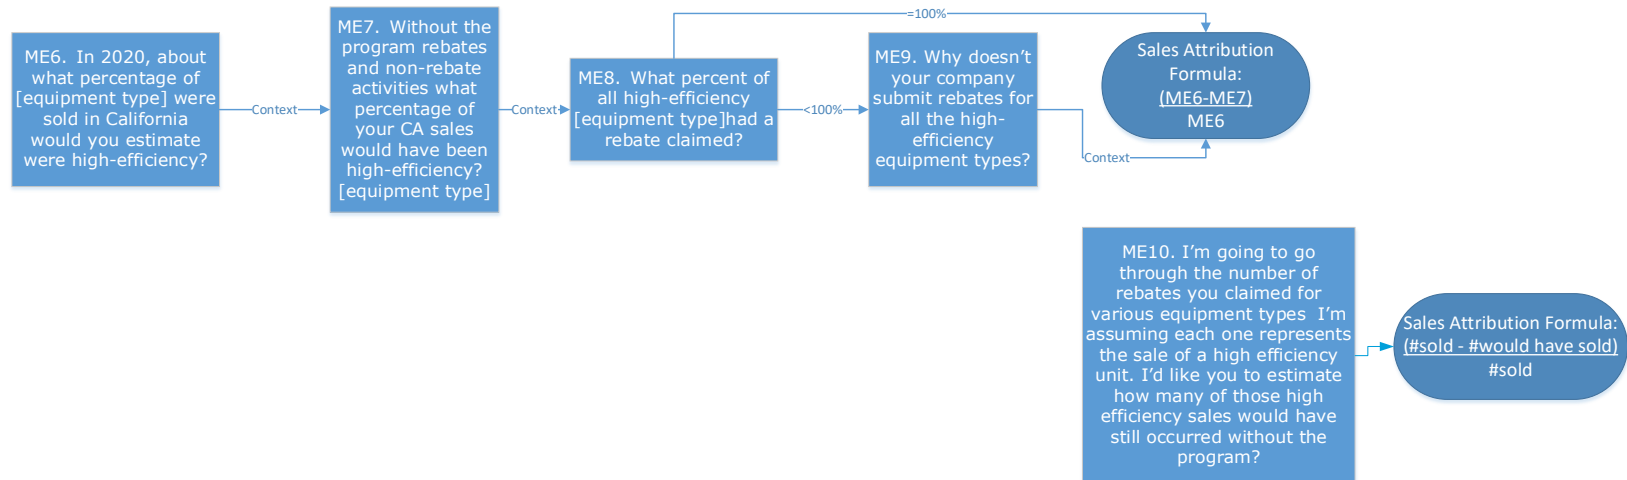 ME6.  In 2020, about
what percentage of
[equipment type] were
sold in California
would you estimate
were high-efficiency?
Context
ME7.  Without the
program rebates
and non-rebate
activities what
percentage of
your CA sales
would have been
high-efficiency?
[equipment type]
Context
ME8.  What percent of
all high-efficiency
[equipment type]had a
rebate claimed?
=100%
<100%
ME9. Why doesn't
your company
submit rebates for
all the high-
efficiency
equipment types?
Context
Sales Attribution
Formula:
(ME6-ME7)
ME6
ME10. I'm going to go
through the number of
rebates you claimed for
various equipment types  I'm
assuming each one represents
the sale of a high efficiency
unit. I'd like you to estimate
how many of those high
efficiency sales would have
still occurred without the
program?
Sales Attribution Formula:
(#sold - #would have sold)
#sold